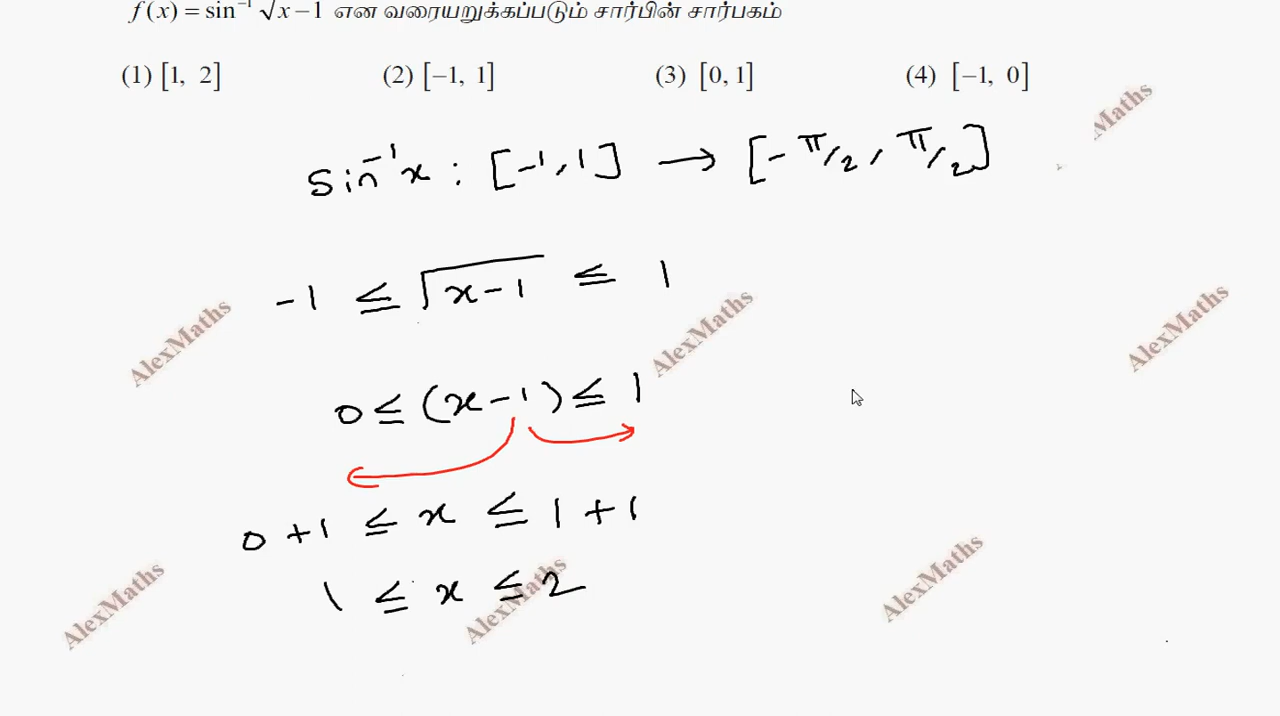 f(x) = sin⁻¹ √x − 1 என வரையறுக்கப்படும் சார்பின் சார்பகம்
(1) [1, 2] (2) [−1, 1] (3) [0, 1] (4) [−1, 0]
AlexMaths
sin⁻¹x : [-1, 1] → [-π/2, π/2]
-1 ≤ √x-1 ≤ 1
AlexMaths AlexMaths AlexMaths
0 ≤ (x-1) ≤ 1
0+1 ≤ x ≤ 1+1
1 ≤ x ≤ 2
AlexMaths AlexMaths AlexMaths